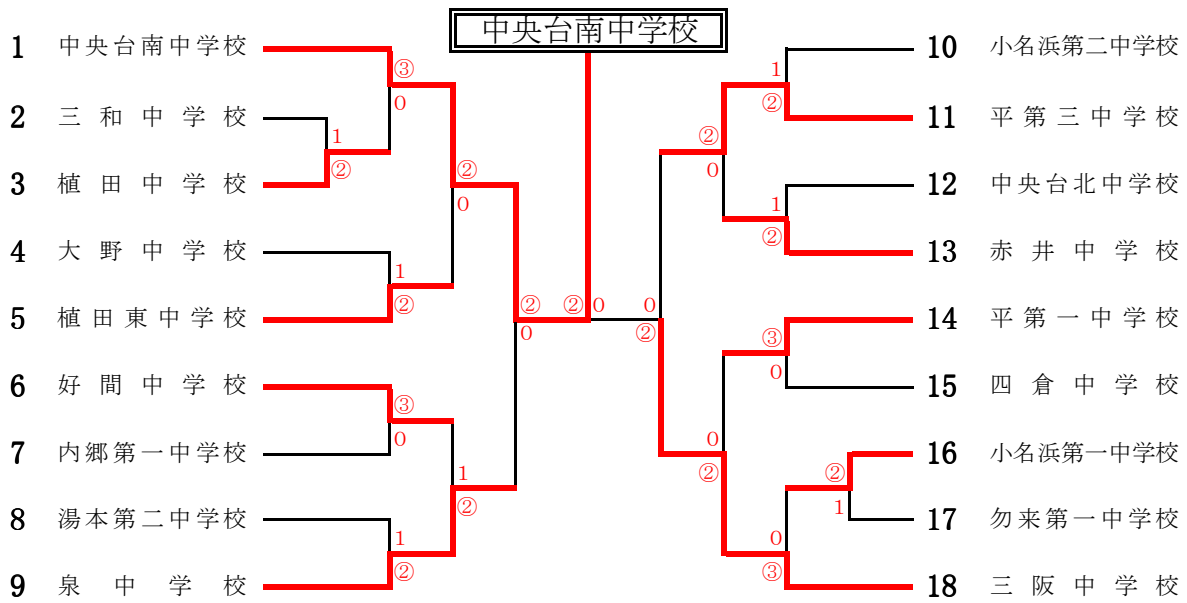 中央台南中学校
1 中央台南中学校
2 三和中学校
3 植田中学校
4 大野中学校
5 植田東中学校
6 好間中学校
7 内郷第一中学校
8 湯本第二中学校
9 泉中学校
③
0
1
②
②
0
1
②
②
0
③
0
1
②
1
②
②
0
0
②
1
②
②
0
1
②
③
0
0
②
②
1
0
③
10 小名浜第二中学校
11 平第三中学校
12 中央台北中学校
13 赤井中学校
14 平第一中学校
15 四倉中学校
16 小名浜第一中学校
17 勿来第一中学校
18 三阪中学校